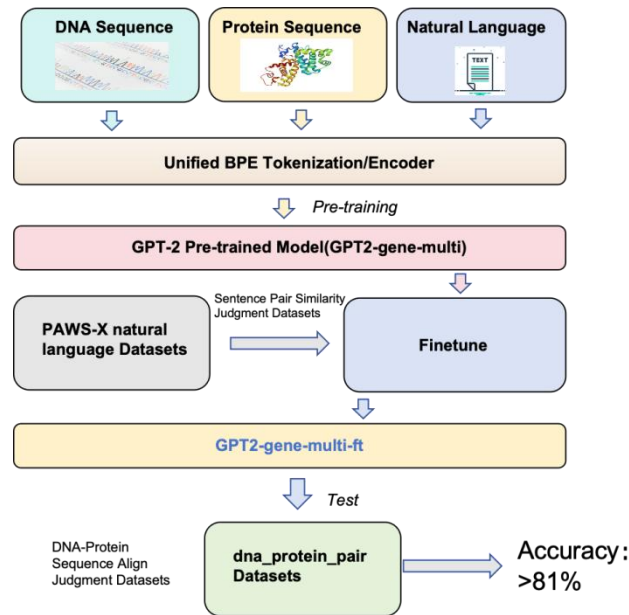 DNA Sequence
Protein Sequence
Natural Language
TEXT
Unified BPE Tokenization/Encoder
Pre-training
GPT-2 Pre-trained Model(GPT2-gene-multi)
Sentence Pair Similarity
Judgment Datasets
PAWS-X natural
language Datasets
Finetune
GPT2-gene-multi-ft
Test
DNA-Protein
Sequence Align
Judgment Datasets
dna_protein_pair
Datasets
Accuracy:
>81%